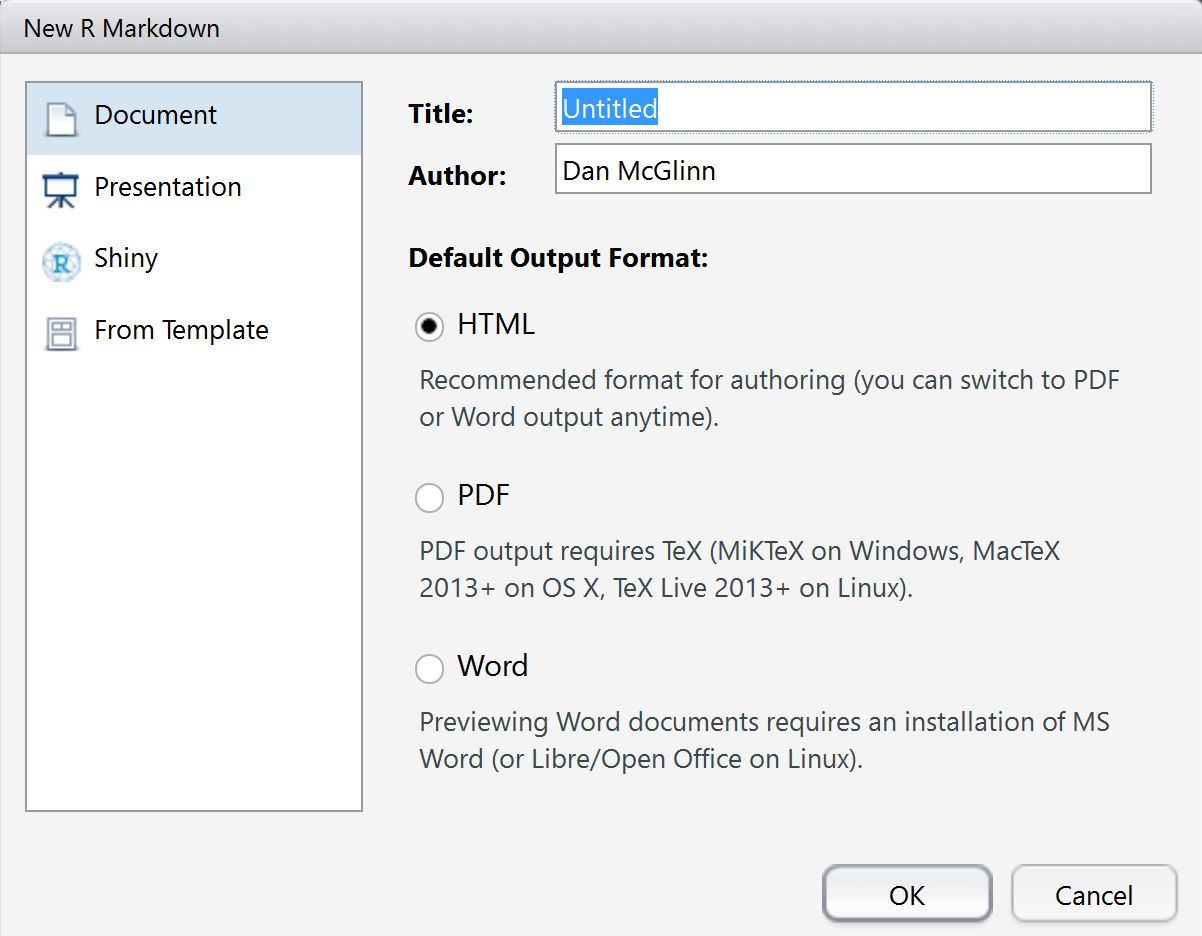 New R Markdown
Document
Presentation
Shiny
From Template
Title:
Untitled
Author:
Dan McGlinn
Default Output Format:
HTML
Recommended format for authoring (you can switch to PDF
or Word output anytime).
PDF
PDF output requires TeX (MiKTeX on Windows, MacTeX
2013+ on OS X, TeX Live 2013+ on Linux).
Word
Previewing Word documents requires an installation of MS
Word (or Libre/Open Office on Linux).
OK
Cancel